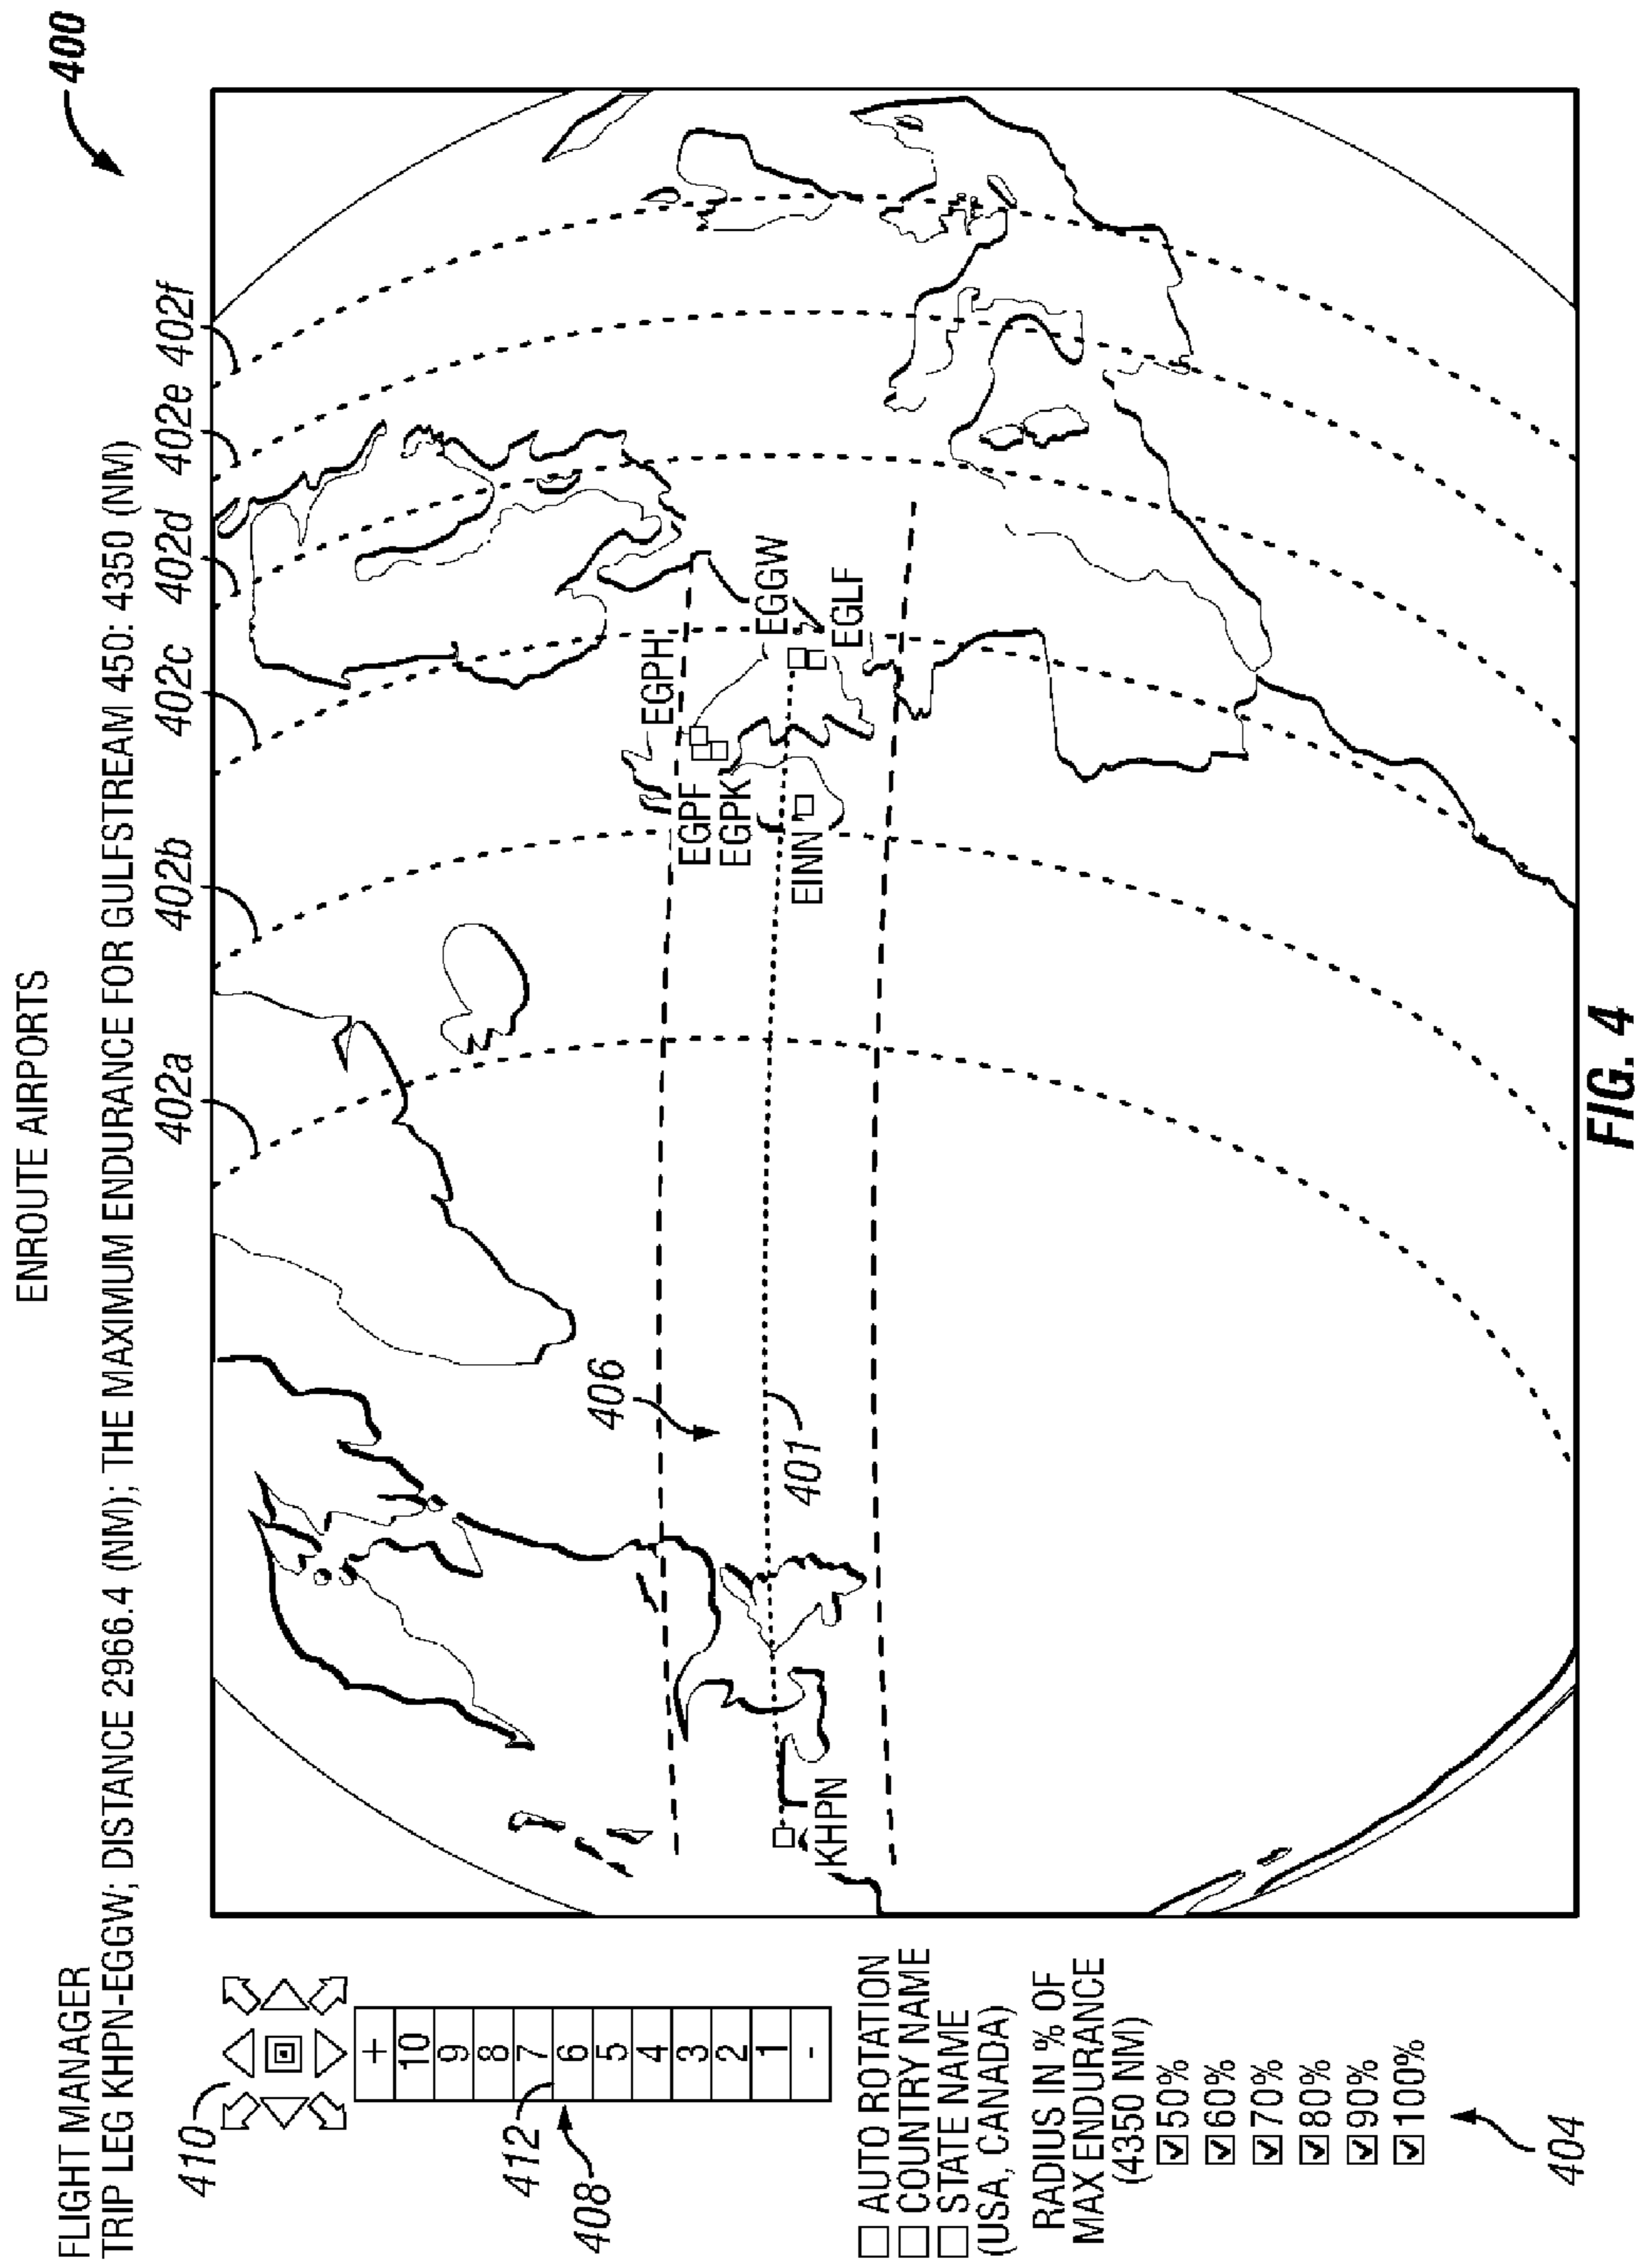 ENROUTE AIRPORTS
400
FLIGHT MANAGER
TRIP LEG KHPN-EGGW; DISTANCE 2966.4 (NM); THE MAXIMUM ENDURANCE FOR GULFSTREAM 450: 4350 (NM)
402a
402b
402c
402d
402e
402f
410
+
10
9
8
7
6
5
4
3
2
1
-
412
408
AUTO ROTATION
COUNTRY NAME
STATE NAME
(USA, CANADA)
RADIUS IN % OF
MAX ENDURANCE
(4350 NM)
50%
60%
70%
80%
90%
100%
404
406
401
KHPN
EGPH
EGPF
EGPK
EINN
EGGW
EGLF
FIG. 4